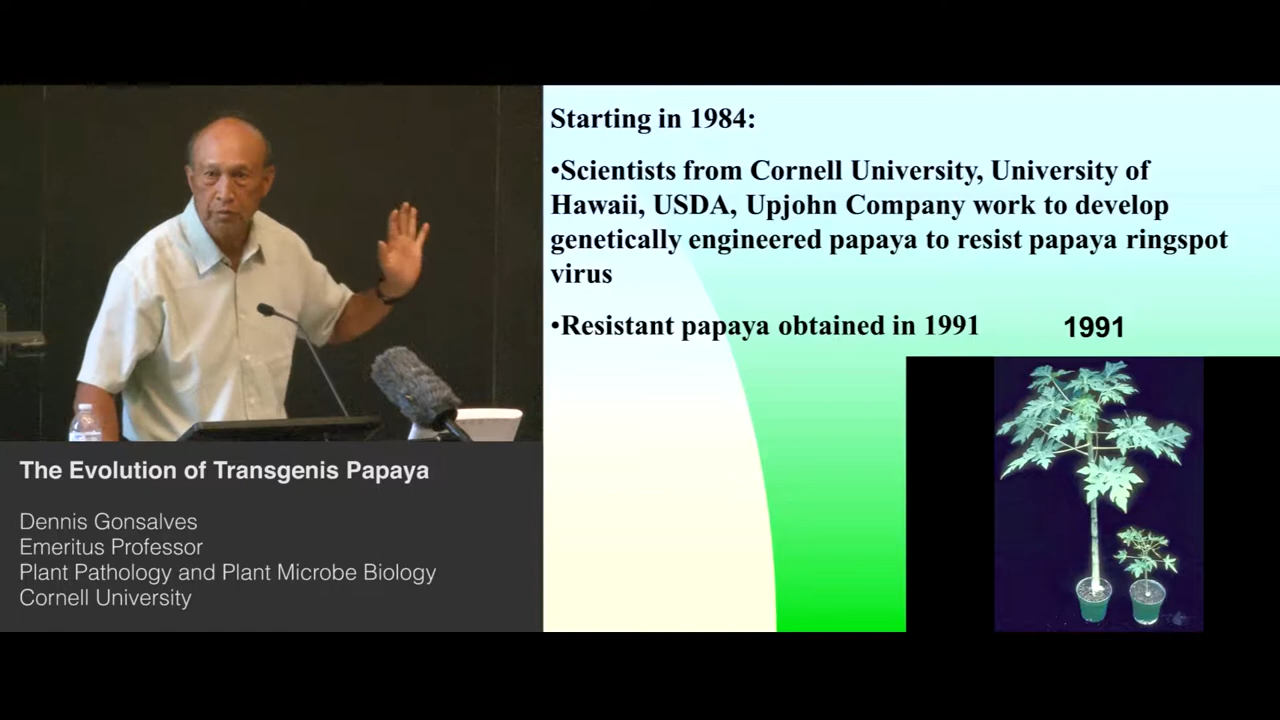 Starting in 1984:
•Scientists from Cornell University, University of
Hawaii, USDA, Upjohn Company work to develop
genetically engineered papaya to resist papaya ringspot
virus
•Resistant papaya obtained in 1991
1991
The Evolution of Transgenis Papaya
Dennis Gonsalves
Emeritus Professor
Plant Pathology and Plant Microbe Biology
Cornell University